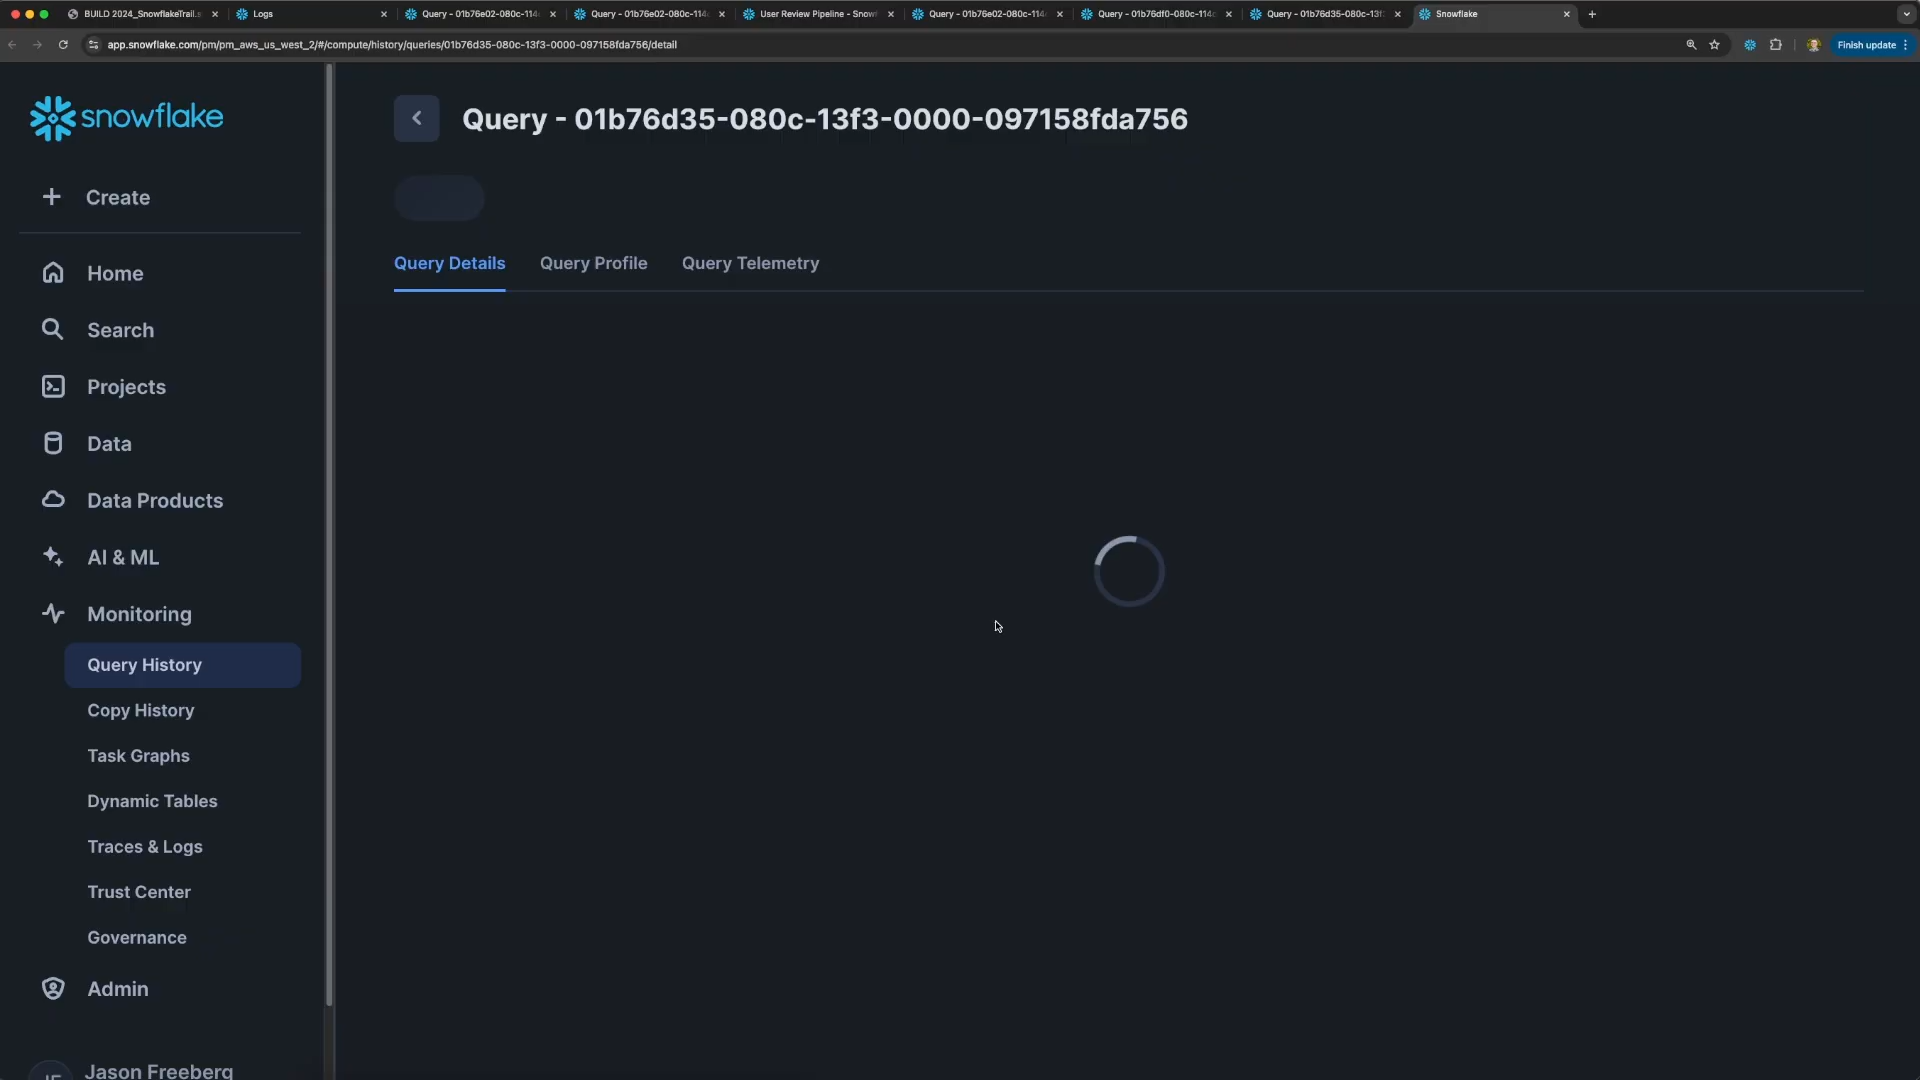 BUILD 2024_SnowflakeTrail.s
Logs
Query - 01b76e02-080c-114
Query - 01b76e02-080c-114
User Review Pipeline - Snowf
Query - 01b76e02-080c-114
Query - 01b76df0-080c-114
Query - 01b76d35-080c-13f
Snowflake
app.snowflake.com/pm/pm_aws_us_west_2/#/compute/history/queries/01b76d35-080c-13f3-0000-097158fda756/detail
Finish update
snowflake
Query - 01b76d35-080c-13f3-0000-097158fda756
Create
Query Details
Query Profile
Query Telemetry
Home
Search
Projects
Data
Data Products
AI & ML
Monitoring
Query History
Copy History
Task Graphs
Dynamic Tables
Traces & Logs
Trust Center
Governance
Admin
Jason Freeberg